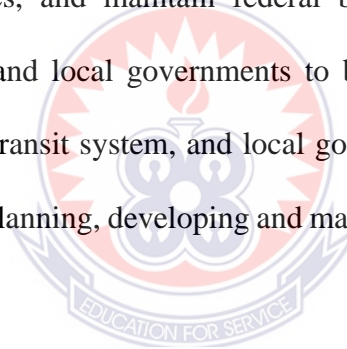 es, and maintain federal b
and local governments to b
ransit system, and local go
lanning, developing and ma
EDUCATION FOR SERVICE